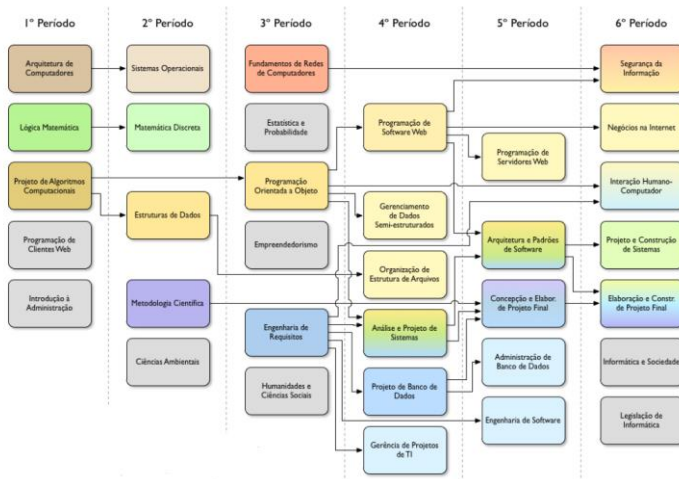 1º Período
2º Período
3º Período
4º Período
5º Período
6º Período
Arquitetura de
Computadores
Sistemas Operacionais
Fundamentos de Redes
de Computadores
Segurança da
Informação
Lógica Matemática
Matemática Discreta
Estatística e
Probabilidade
Programação de
Software Web
Negócios na Internet
Programação de
Servidores Web
Projeto de Algoritmos
Computacionais
Programação
Orientada a Objeto
Interação Humano-
Computador
Estruturas de Dados
Gerenciamento
de Dados
Semi-estruturados
Programação de
Clientes Web
Empreendedorismo
Arquitetura e Padrões
de Software
Projeto e Construção
de Sistemas
Organização de
Estrutura de Arquivos
Introdução à
Administração
Metodologia Científica
Concepção e Elabor.
de Projeto Final
Elaboração e Constr.
de Projeto Final
Engenharia de
Requisitos
Análise e Projeto de
Sistemas
Ciências Ambientais
Administração de
Banco de Dados
Informática e Sociedade
Humanidades e
Ciências Sociais
Projeto de Banco de
Dados
Engenharia de Software
Legislação de
Informática
Gerência de Projetos
de TI